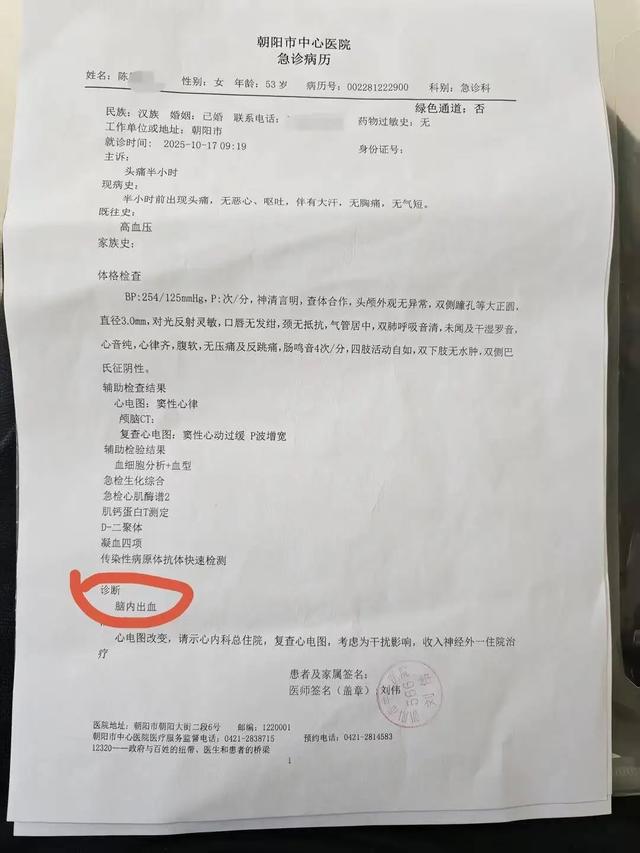 朝阳市中心医院
急诊病历
姓名: 陈 性别: 女 年龄: 53 岁 病历号: 002281222900 科别: 急诊科
绿色通道: 否
民族: 汉族 婚姻: 已婚 联系电话: 药物过敏史: 无
工作单位或地址: 朝阳市
就诊时间: 2025-10-17 09:19 身份证号:
主诉:
头痛半小时
现病史:
半小时前出现头痛, 无恶心、呕吐, 伴有大汗, 无胸痛, 无气短。
既往史:
高血压
家族史:
体格检查
BP: 254/125mmHg, P: 次/分, 神清言明, 查体合作, 头颅外观无异常, 双侧瞳孔等大正圆,
直径3.0mm, 对光反射灵敏, 口唇无发绀, 颈无抵抗, 气管居中, 双肺呼吸音清, 未闻及干湿罗音,
心音纯, 心律齐, 腹软, 无压痛及反跳痛, 肠鸣音4次/分, 四肢活动自如, 双下肢无水肿, 双侧巴
氏征阴性。
辅助检查结果
心电图: 窦性心律
颅脑CT:
复查心电图: 窦性心动过缓 P波增宽
辅助检验结果
血细胞分析+血型
急检生化综合
急检心肌酶谱2
肌钙蛋白T测定
D-二聚体
凝血四项
传染性病原体抗体快速检测
诊断
脑内出血
心电图改变, 请示心内科总住院, 复查心电图, 考虑为干扰影响, 收入神经外一住院治
疗
患者及家属签名:
医师签名(盖章): 刘伟
医院地址: 朝阳市朝阳大街二段6号 邮编: 1220001
朝阳市中心医院医疗服务监督电话: 0421-2838715 预约电话: 0421-2814583
12320——政府与百姓的纽带、医生和患者的桥梁
1